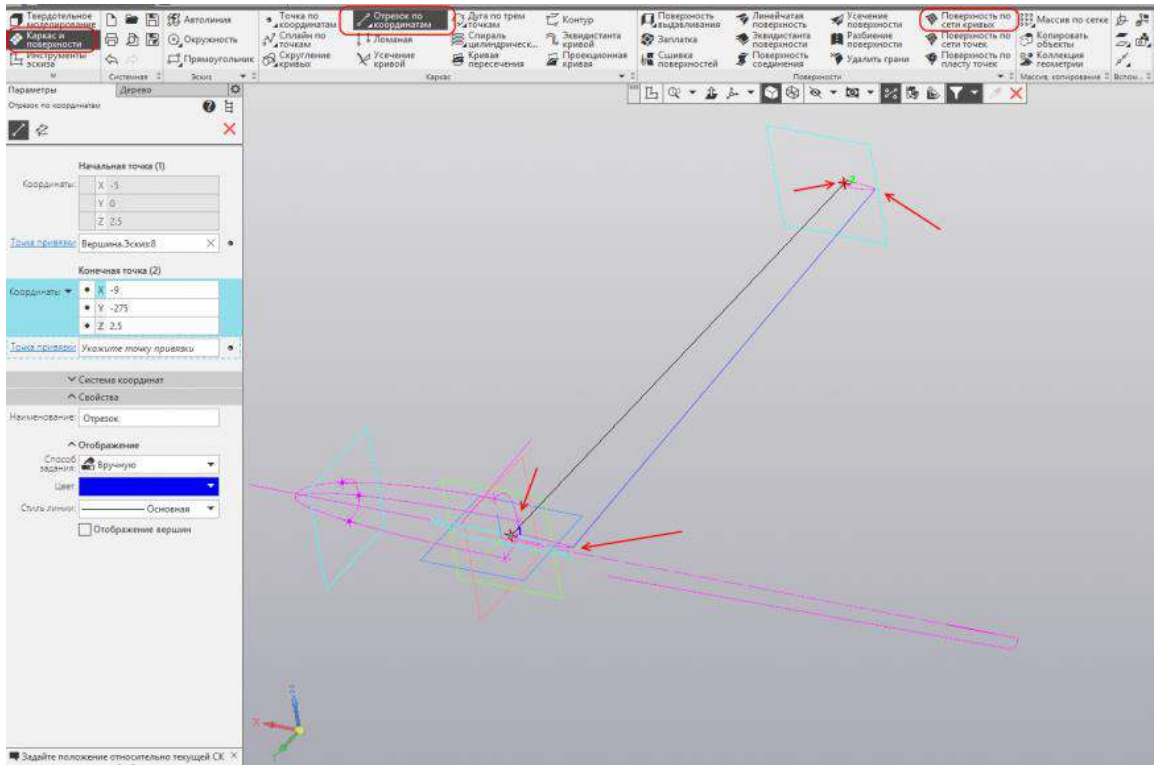 Твердотельное моделирование
Каркас и поверхности
Инструменты эскиза
Системная
Автолиния
Окружность
Прямоугольник
Эскиз
Точка по координатам
Сплайн по точкам
Скругление кривых
Отрезок по координатам
Ломаная
Усечение кривой
Дуга по трем точкам
Спираль цилиндрическ...
Кривая пересечения
Контур
Эквидистанта кривой
Проекционная кривая
Каркас
Поверхность выдавливания
Заплатка
Сшивка поверхностей
Линейчатая поверхность
Эквидистанта поверхности
Поверхность соединения
Усечение поверхности
Разбиение поверхности
Удалить грани
Поверхность по сети кривых
Поверхность по сети точек
Поверхность по пласту точек
Поверхности
Массив по сетке
Копировать объекты
Коллекция геометрии
Массив, копирование
Вспом...
Параметры
Дерево
Отрезок по координатам
Начальная точка (1)
Координаты:
X -5
Y 0
Z 2.5
Точка привязки: Вершина.Эскиз:8
Конечная точка (2)
Координаты:
X -9
Y -275
Z 2.5
Точка привязки: Укажите точку привязки
Система координат
Свойства
Наименование: Отрезок
Отображение
Способ задания: Вручную
Цвет:
Стиль линии: Основная
Отображение вершин
Задайте положение относительно текущей СК
2
1
Z
X
Y